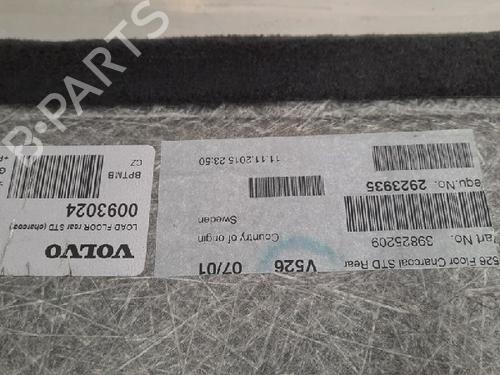 VOLVO
LOAD FLOOR rear STD (charcoal)
0093024
BPTMB
CZ
526 Floor Charcoal STD Rear
V526
07/01
Part No. 39825209
Country of origin
Sweden
equ.No. 2923935
11.11.2015 23:50
B-PARTS